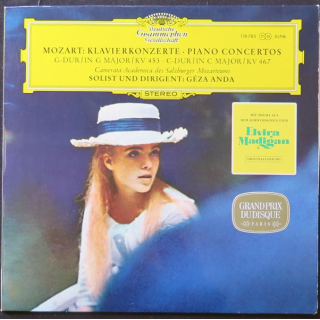 Deutsche
Grammophon
Gesellschaft
MOZART: KLAVIERKONZERTE · PIANO CONCERTOS
G-DUR/IN G MAJOR/KV 453 · C-DUR/IN C MAJOR/KV 467
Camerata Academica des Salzburger Mozarteums
SOLIST UND DIRIGENT: GÉZA ANDA
STEREO
Elvira
Madigan
GRAND PRIX
DU DISQUE
PARIS